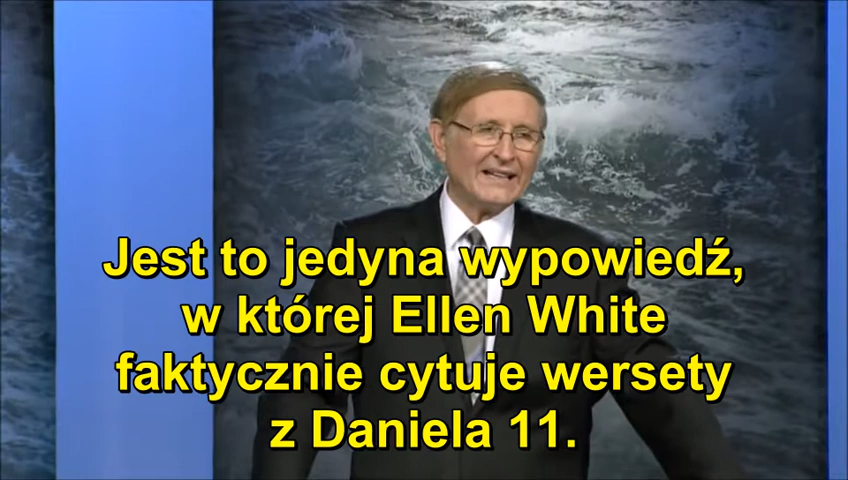 Jest to jedyna wypowiedź,
w której Ellen White
faktycznie cytuje wersety
z Daniela 11.